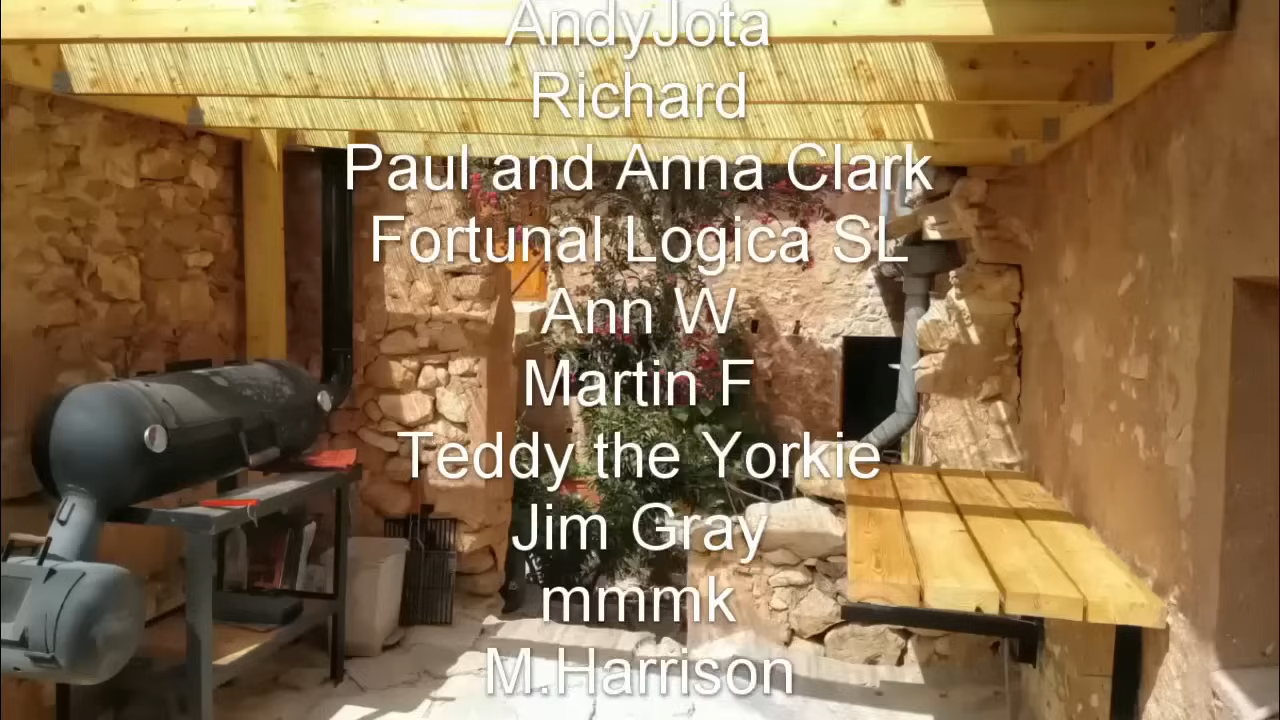 AndyJota
Richard
Paul and Anna Clark
Fortunal Logica SL
Ann W
Martin F
Teddy the Yorkie
Jim Gray
mmmk
M.Harrison